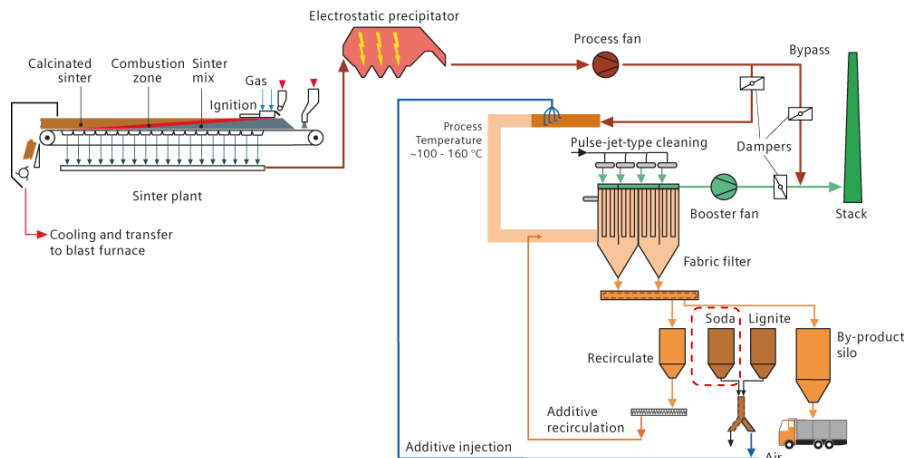 Electrostatic precipitator
Process fan
Bypass
Calcinated
sinter
Combustion
zone
Sinter
mix
Gas
Ignition
Process
Temperature
~100 - 160 °C
Pulse-jet-type cleaning
Dampers
Sinter plant
Booster fan
Stack
Cooling and transfer
to blast furnace
Fabric filter
Soda
Lignite
By-product
silo
Recirculate
Additive
recirculation
Additive injection
Air